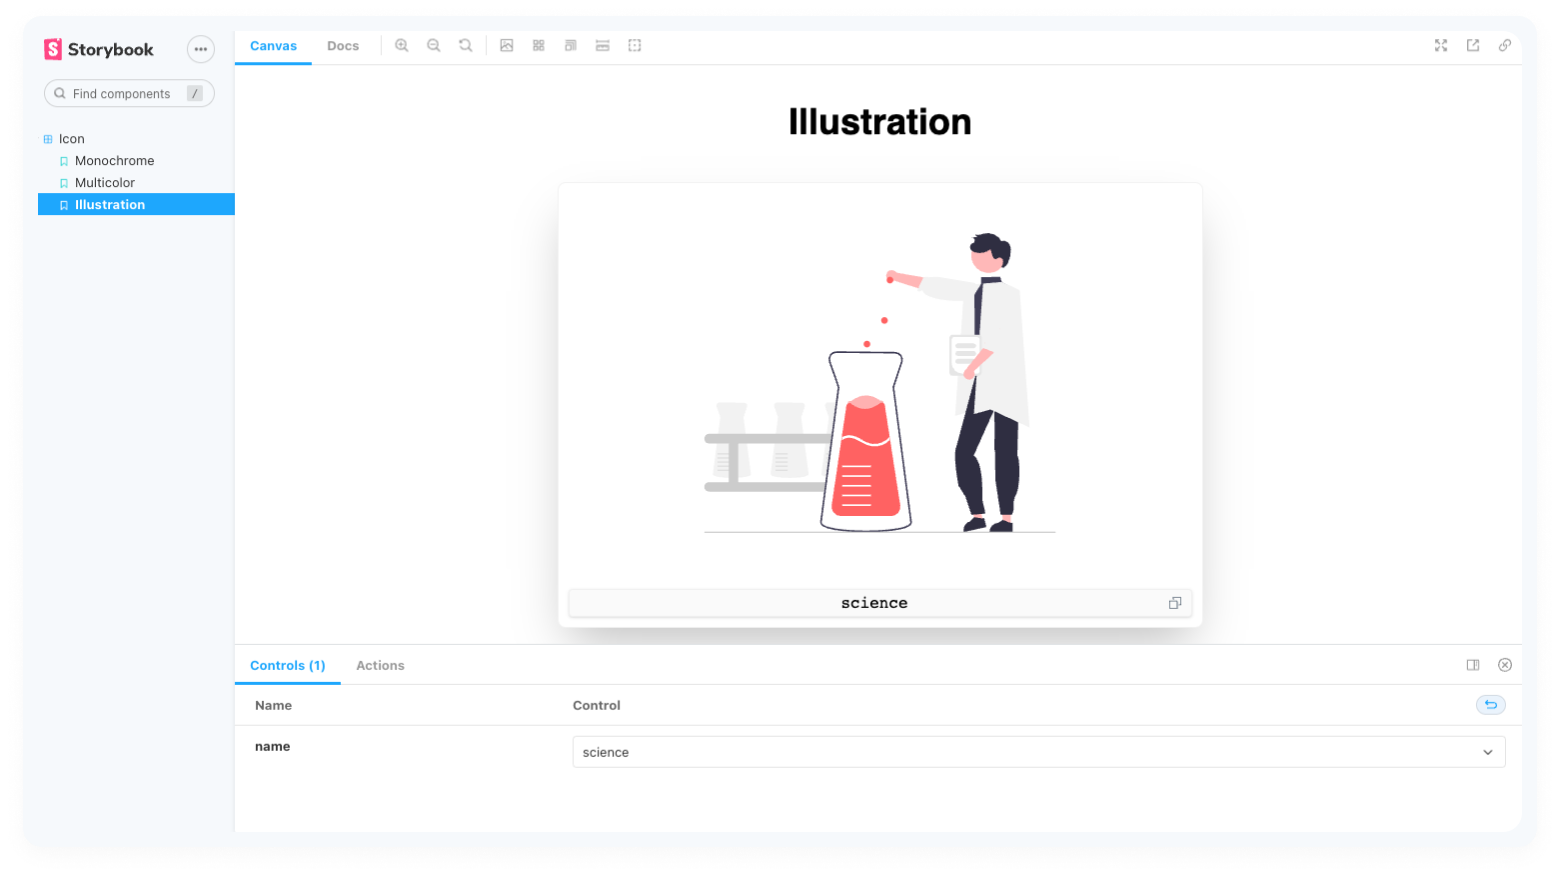 Storybook
Find components /
Icon
Monochrome
Multicolor
Illustration
Canvas Docs
Illustration
science
Controls (1) Actions
Name Control
name science